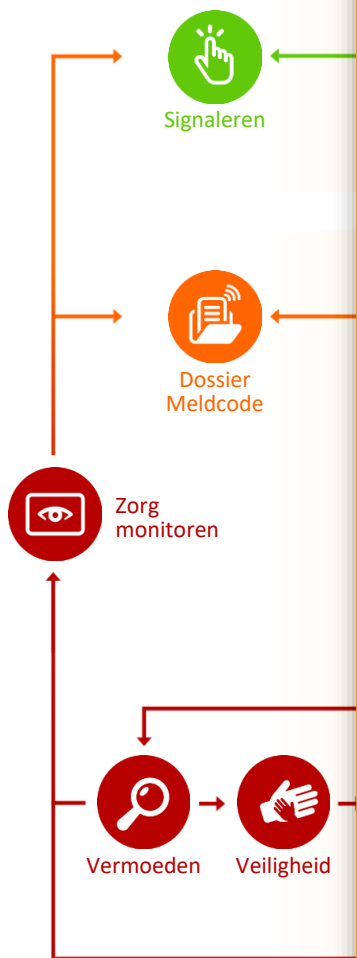 Signaleren
Dossier
Meldcode
Zorg
monitoren
Vermoeden
Veiligheid